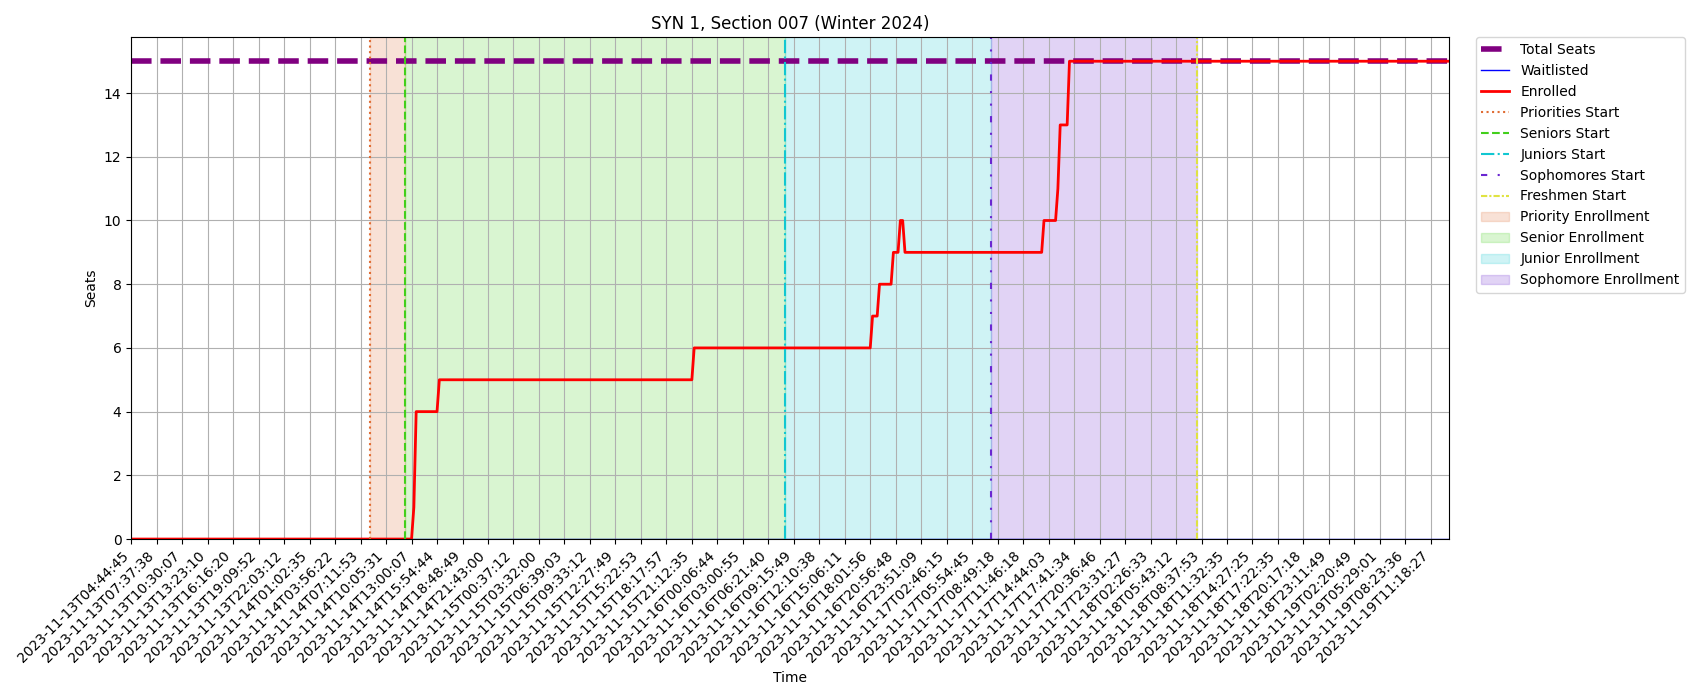 SYN 1, Section 007 (Winter 2024)
Total Seats
Waitlisted
Enrolled
Priorities Start
Seniors Start
Juniors Start
Sophomores Start
Freshmen Start
Priority Enrollment
Senior Enrollment
Junior Enrollment
Sophomore Enrollment
Seats
14
12
10
8
6
4
2
0
2023-11-13T04:44:45
2023-11-13T07:37:38
2023-11-13T10:30:07
2023-11-13T13:23:10
2023-11-13T16:16:20
2023-11-13T19:09:52
2023-11-13T22:03:12
2023-11-14T01:02:35
2023-11-14T03:56:22
2023-11-14T07:11:53
2023-11-14T10:05:31
2023-11-14T13:00:07
2023-11-14T15:54:44
2023-11-14T18:48:49
2023-11-14T21:43:00
2023-11-15T00:37:12
2023-11-15T03:32:00
2023-11-15T06:39:03
2023-11-15T09:33:12
2023-11-15T12:27:49
2023-11-15T15:22:53
2023-11-15T18:17:57
2023-11-15T21:12:35
2023-11-16T00:06:44
2023-11-16T03:00:55
2023-11-16T06:21:40
2023-11-16T09:15:49
2023-11-16T12:10:38
2023-11-16T15:06:11
2023-11-16T18:01:56
2023-11-16T20:56:48
2023-11-16T23:51:09
2023-11-17T02:46:15
2023-11-17T05:54:45
2023-11-17T08:49:18
2023-11-17T11:46:18
2023-11-17T14:44:03
2023-11-17T17:41:34
2023-11-17T20:36:46
2023-11-17T23:31:27
2023-11-18T02:26:33
2023-11-18T05:43:12
2023-11-18T08:37:53
2023-11-18T11:32:35
2023-11-18T14:27:25
2023-11-18T17:22:35
2023-11-18T20:17:18
2023-11-18T23:11:49
2023-11-19T02:20:49
2023-11-19T05:29:01
2023-11-19T08:23:36
2023-11-19T11:18:27
Time